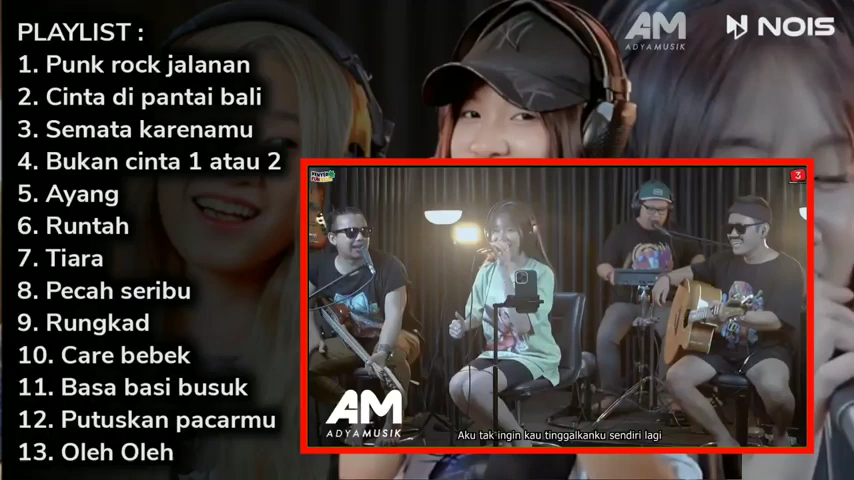 PLAYLIST :
1. Punk rock jalanan
2. Cinta di pantai bali
3. Semata karenamu
4. Bukan cinta 1 atau 2
5. Ayang
6. Runtah
7. Tiara
8. Pecah seribu
9. Rungkad
10. Care bebek
11. Basa basi busuk
12. Putuskan pacarmu
13. Oleh Oleh
AM
ADYAMUSIK
NOIS
3
AM
ADYAMUSIK
Aku tak ingin kau tinggalkanku sendiri lagi